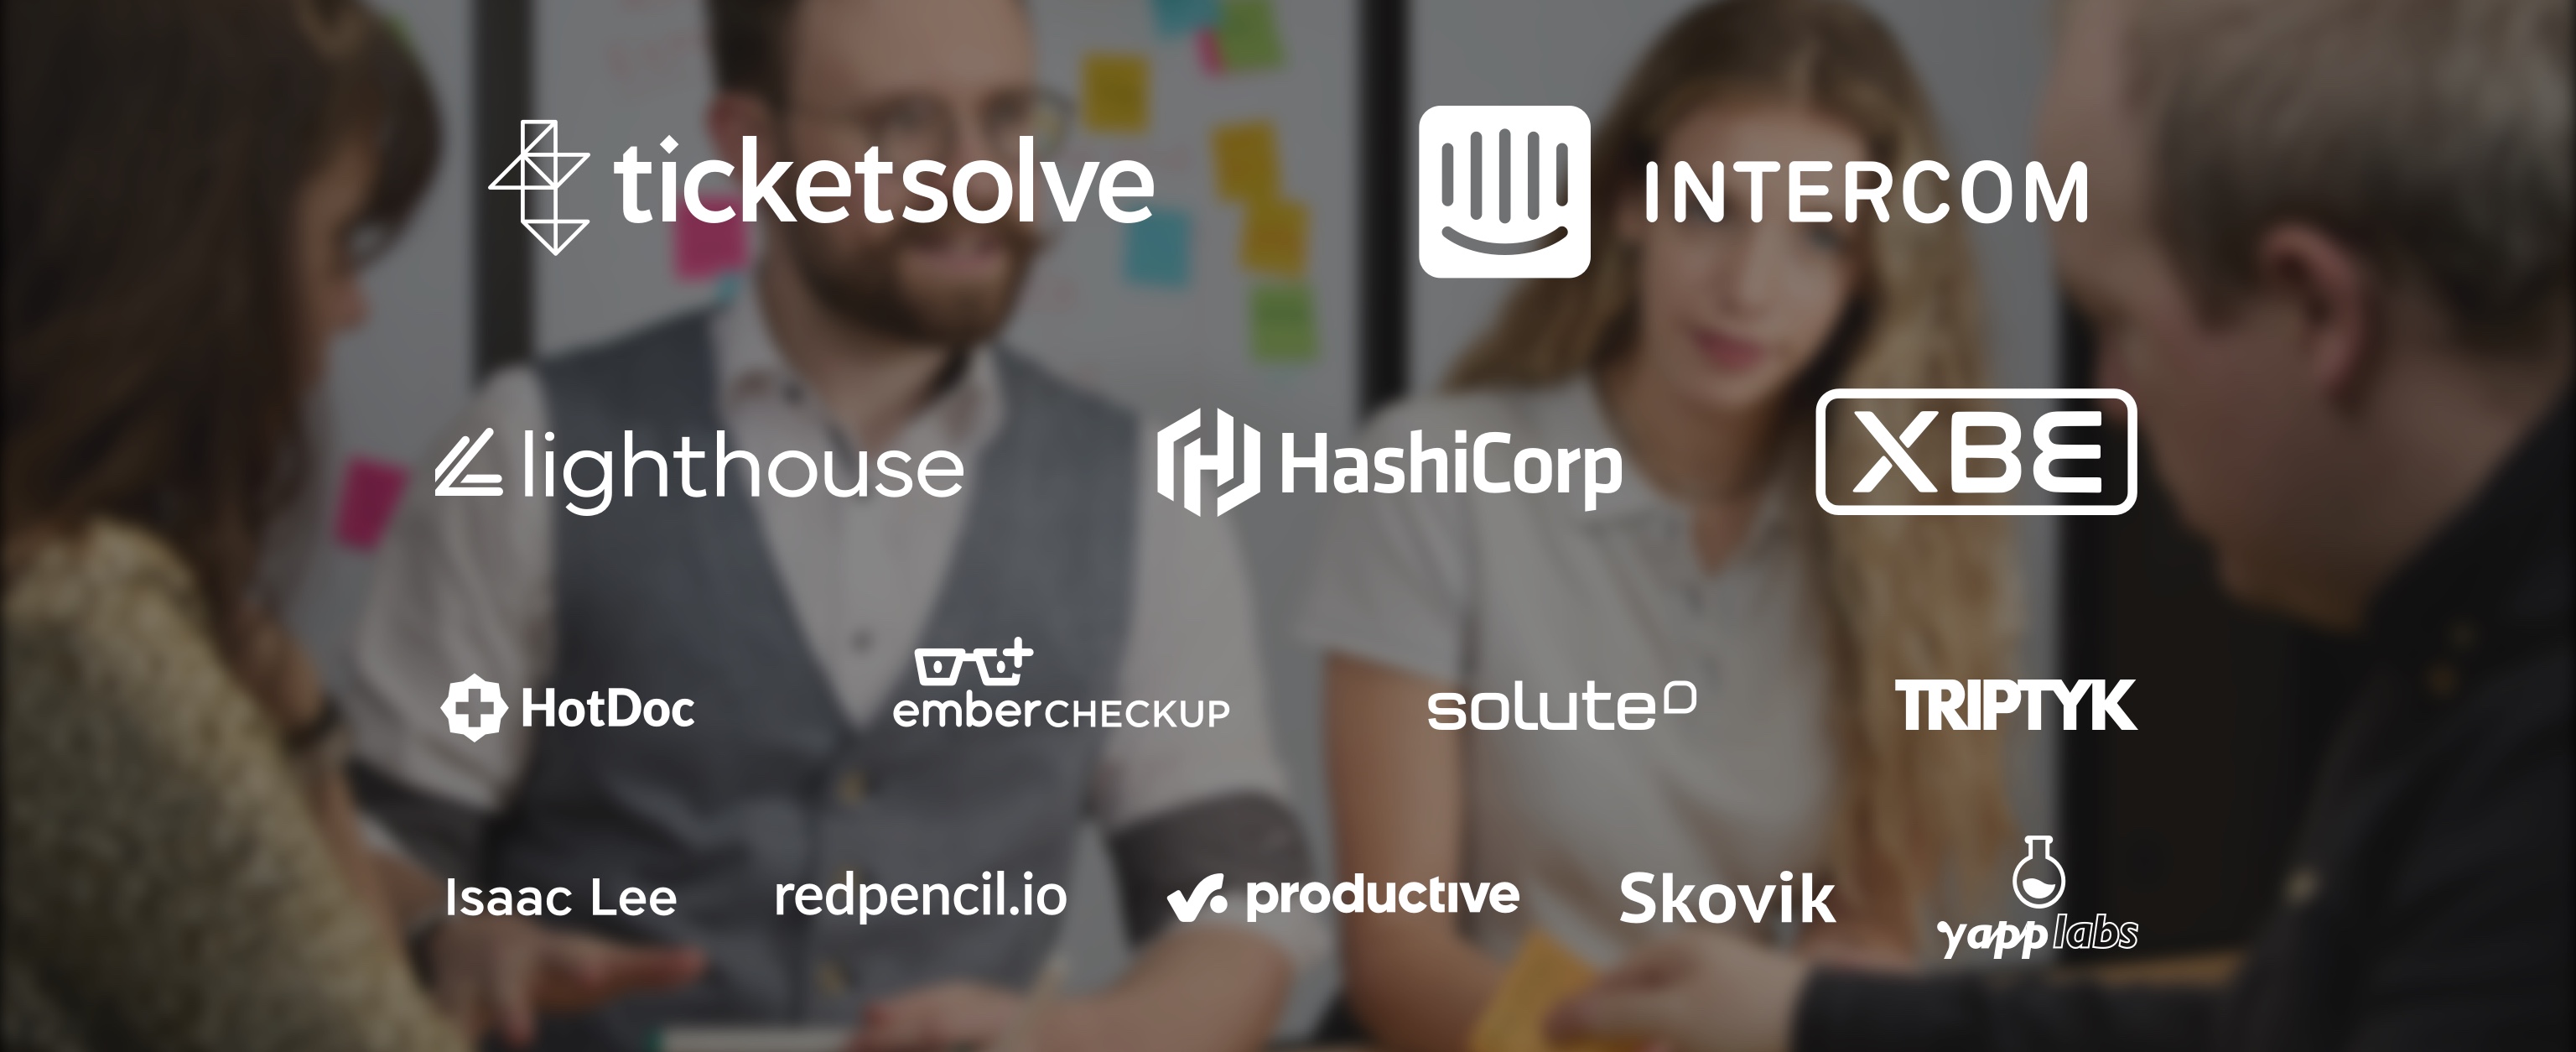 ticketsolve INTERCOM
lighthouse HashiCorp XBE
HotDoc emberCHECKUP solute TRIPTYK
Isaac Lee redpencil.io productive Skovik yapp labs